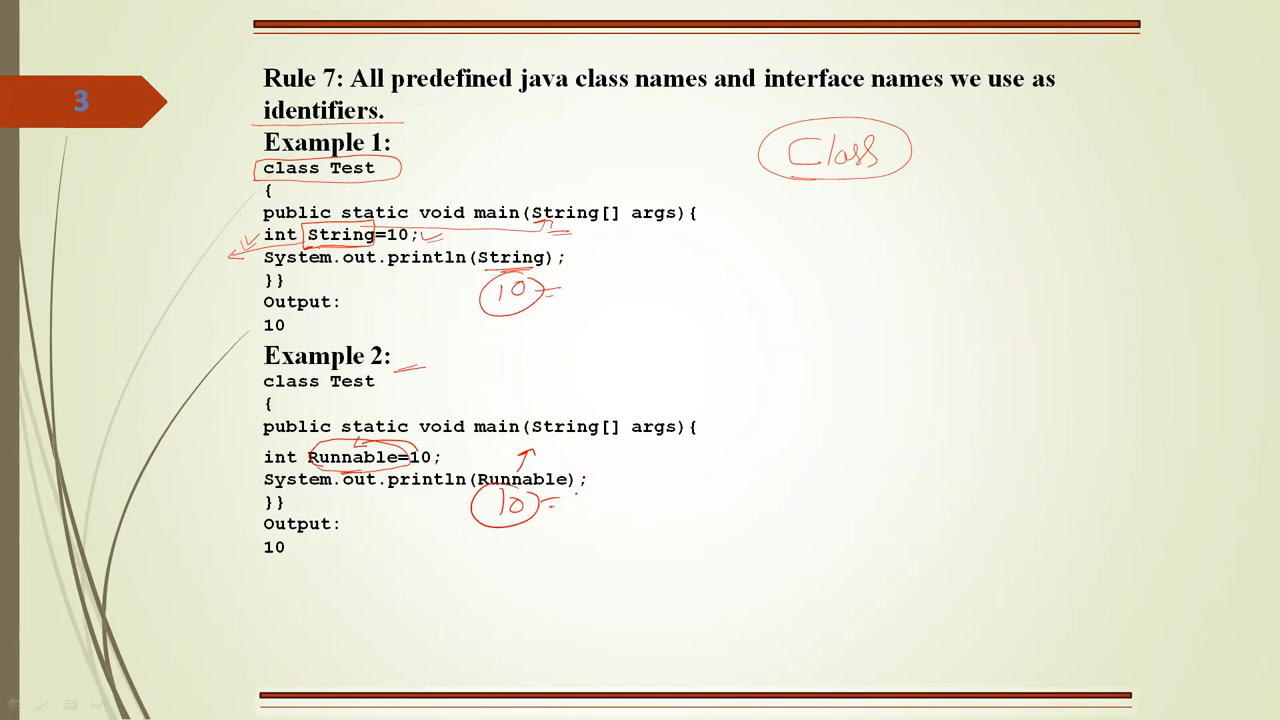 3
Rule 7: All predefined java class names and interface names we use as
identifiers.
Example 1:
Class
class Test
{
public static void main(String[] args){
int String=10;
System.out.println(String);
}}
10
Output:
10
Example 2:
class Test
{
public static void main(String[] args){
int Runnable=10;
System.out.println(Runnable);
}}
10
Output:
10